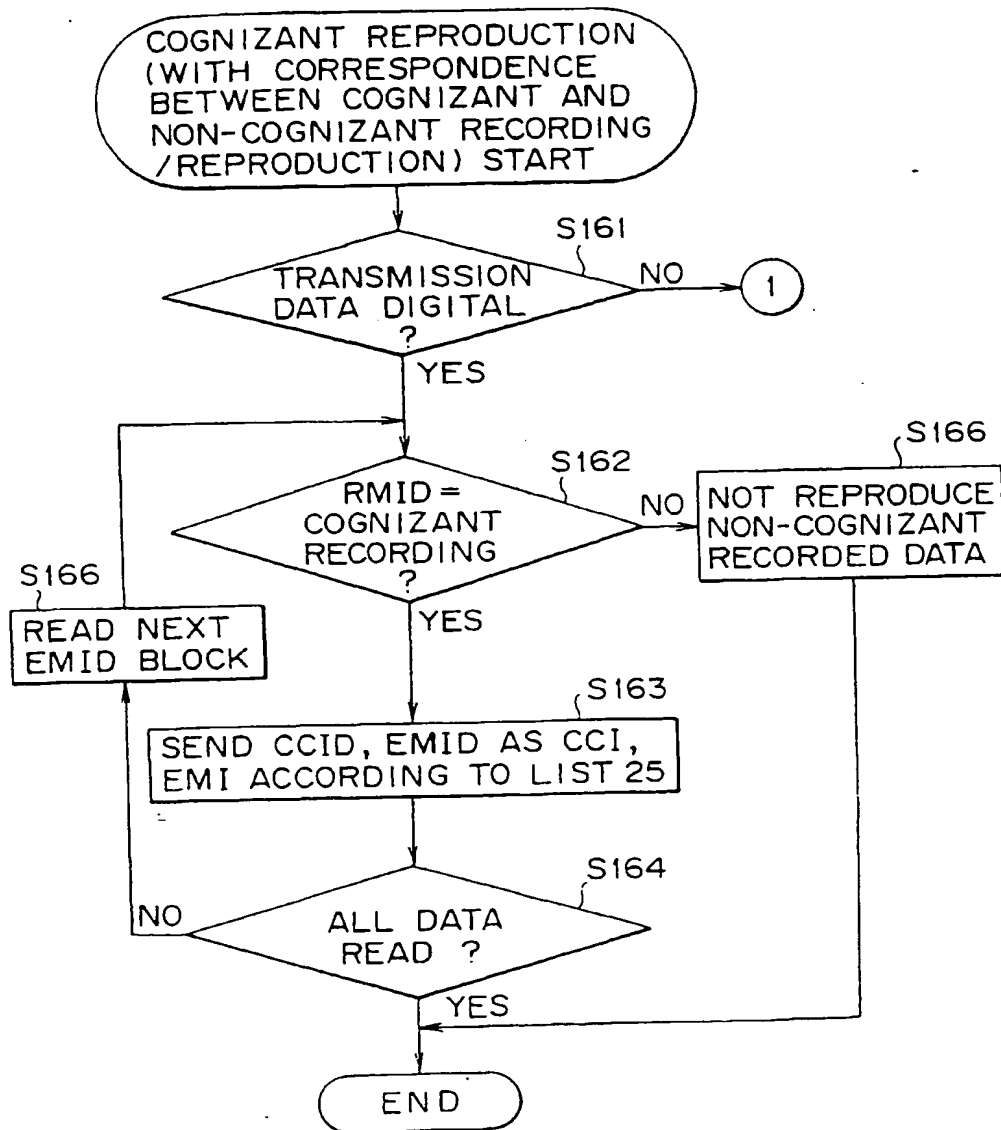 COGNIZANT REPRODUCTION
(WITH CORRESPONDENCE
BETWEEN COGNIZANT AND
NON-COGNIZANT RECORDING
/REPRODUCTION) START
S161
TRANSMISSION
DATA DIGITAL
?
NO
1
YES
S162
RMID =
COGNIZANT
RECORDING
?
NO
S166
NOT REPRODUCE
NON-COGNIZANT
RECORDED DATA
YES
S166
READ NEXT
EMID BLOCK
S163
SEND CCID, EMID AS CCI,
EMI ACCORDING TO LIST 25
S164
ALL DATA
READ ?
NO
YES
END